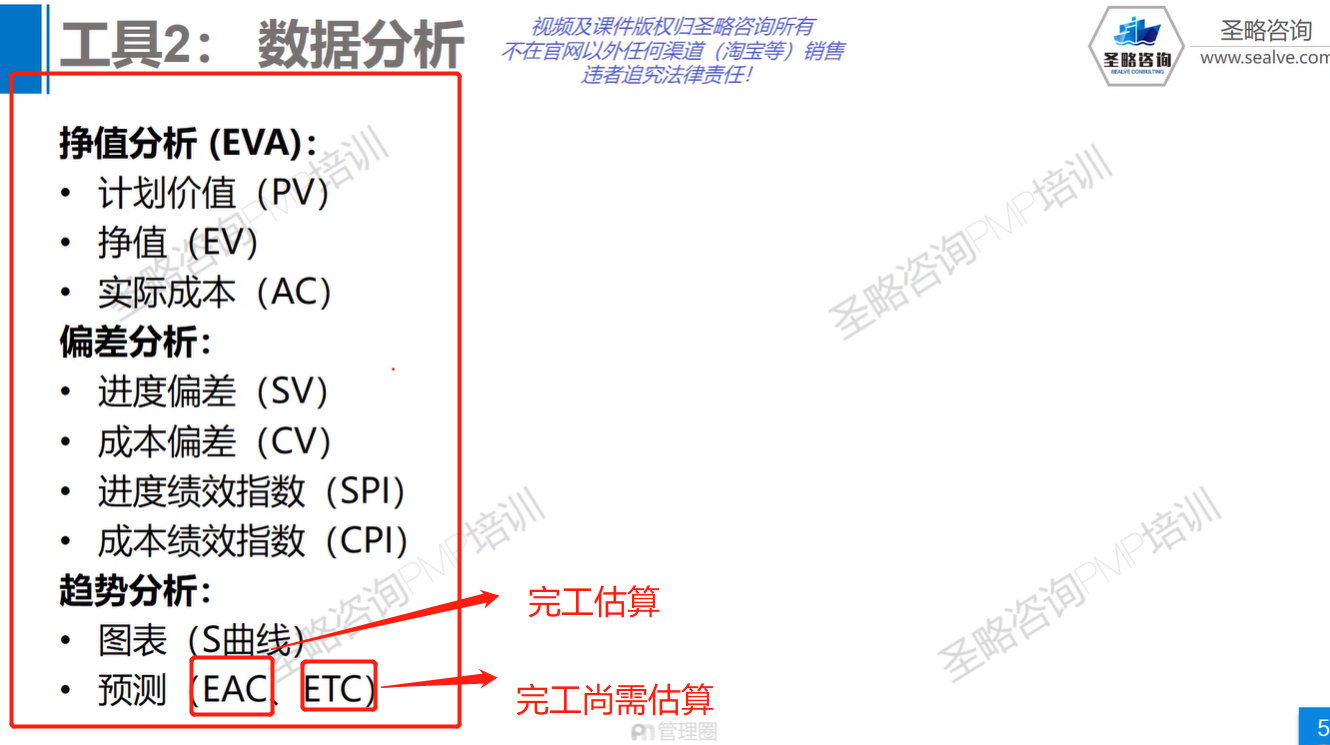 工具2： 数据分析
视频及课件版权归圣略咨询所有
不在官网以外任何渠道（淘宝等）销售
违者追究法律责任！
圣略咨询
SEALVE CONSULTING
圣略咨询
www.sealve.com
挣值分析 (EVA)：
• 计划价值（PV）
• 挣值（EV）
• 实际成本（AC）
偏差分析：
• 进度偏差（SV）
• 成本偏差（CV）
• 进度绩效指数（SPI）
• 成本绩效指数（CPI）
趋势分析：
• 图表（S曲线）
• 预测（EAC、ETC）
完工估算
完工尚需估算
圣略咨询PMP培训
圣略咨询PMP培训
圣略咨询PMP培训
圣略咨询PMP培训
管理圈
5